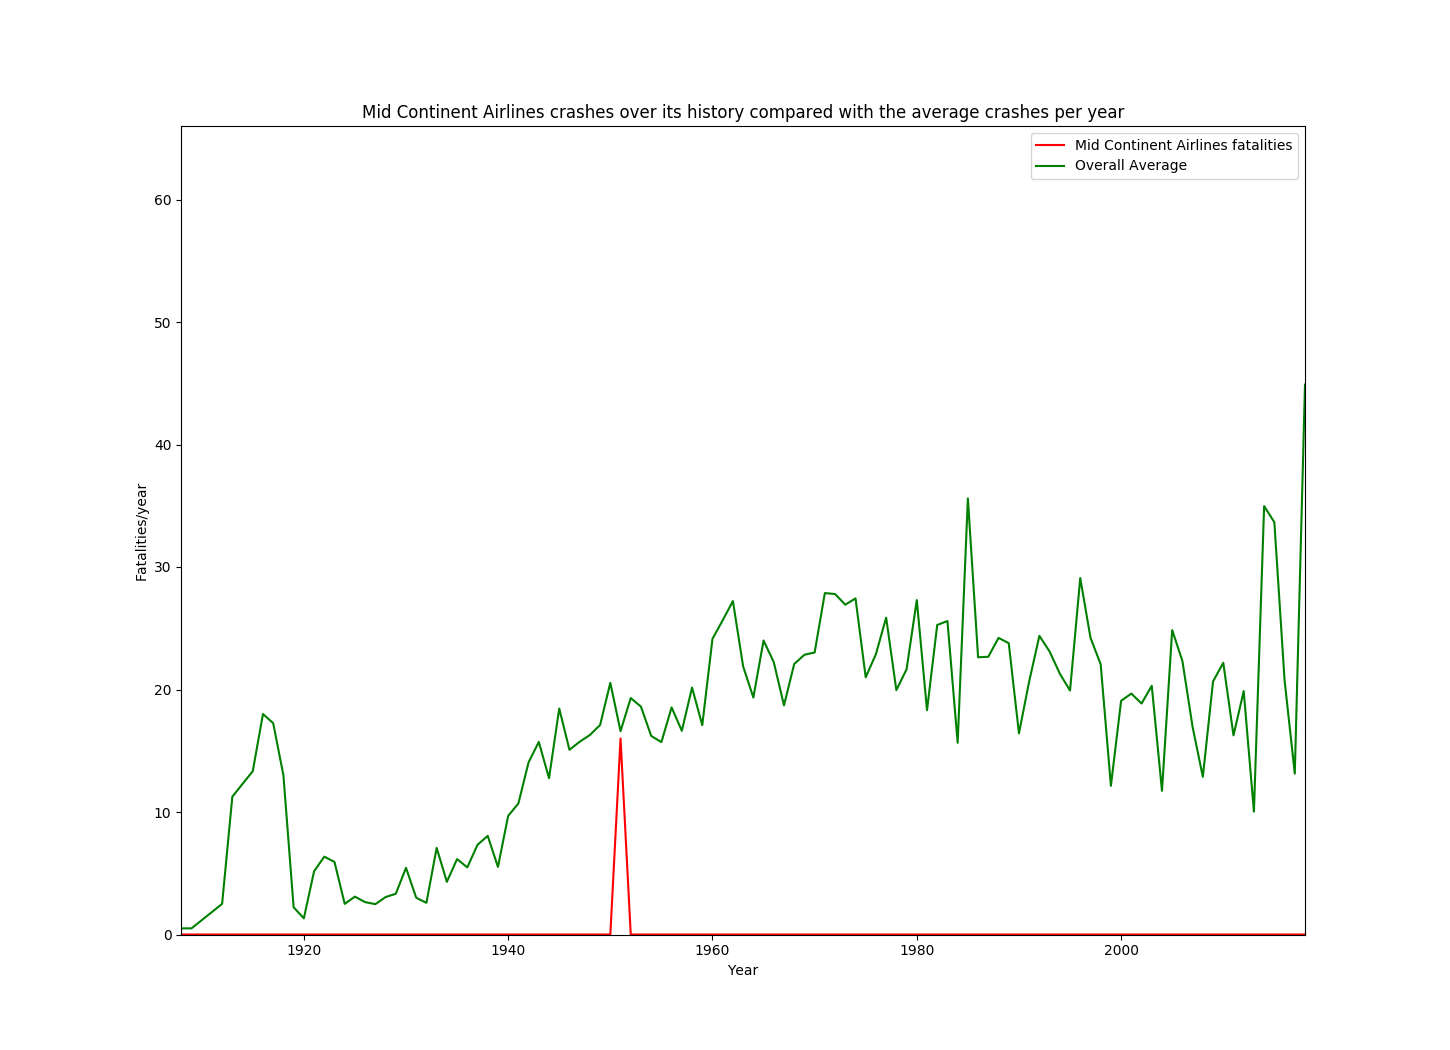 Mid Continent Airlines crashes over its history compared with the average crashes per year
Mid Continent Airlines fatalities
Overall Average
60
50
40
30
20
10
0
Fatalities/year
1920 1940 1960 1980 2000
Year